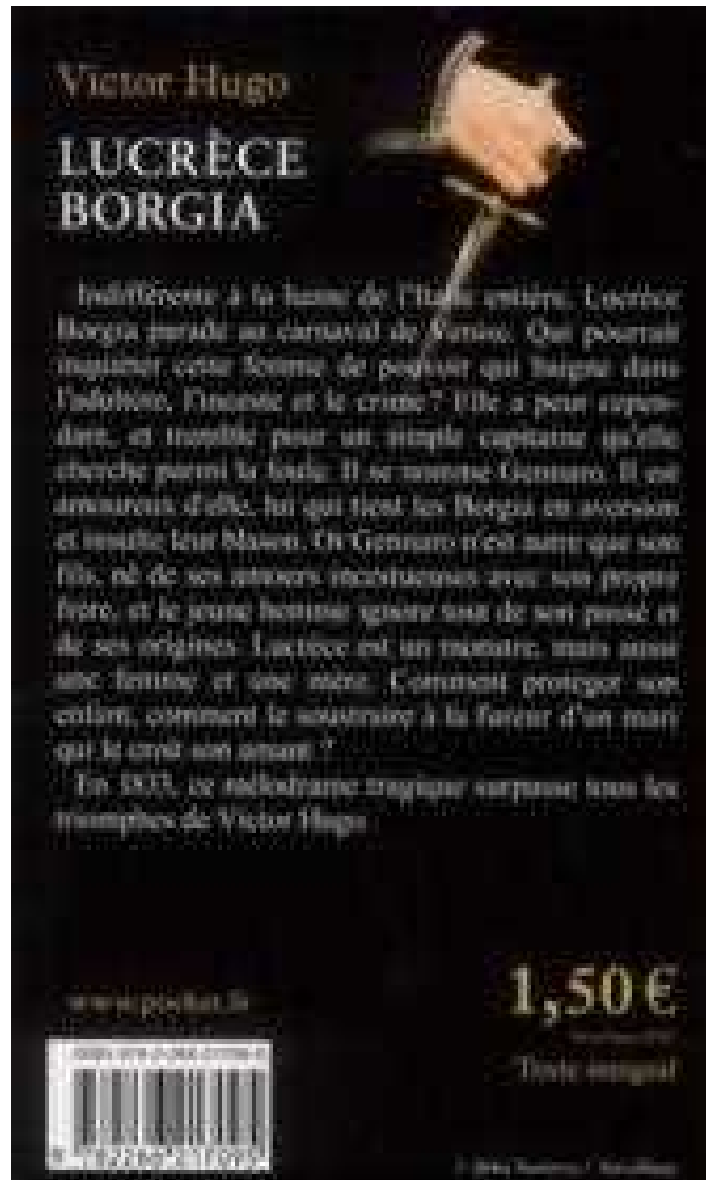 Victor Hugo
LUCRÈCE
BORGIA
Indifférente à la haine de l'Italie entière, Lucrèce
Borgia parade au carnaval de Venise. Qui pourrait
inquiéter cette femme de pouvoir qui baigne dans
l'adultère, l'inceste et le crime ? Elle a peur cepen-
dant, et tremble pour un simple capitaine qu'elle
cherche parmi la foule. Il se nomme Gennaro. Il est
amoureux d'elle, lui qui tient les Borgia en aversion
et insulte leur blason. Or Gennaro n'est autre que son
fils, né de ses amours incestueuses avec son propre
frère, et le jeune homme ignore tout de son passé et
de ses origines. Lucrèce est un monstre, mais aussi
une femme et une mère. Comment protéger son
enfant, comment le soustraire à la fureur d'un mari
qui le croit son amant ?
En 1833, ce mélodrame tragique surpasse tous les
triomphes de Victor Hugo.
www.pocket.fr
1,50 €
Texte intégral